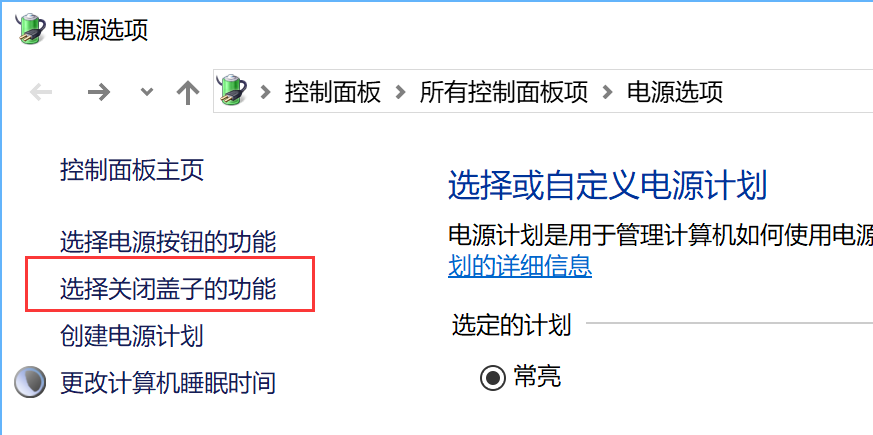 电源选项
控制面板 > 所有控制面板项 > 电源选项
控制面板主页
选择电源按钮的功能
选择关闭盖子的功能
创建电源计划
更改计算机睡眠时间
选择或自定义电源计划
电源计划是用于管理计算机如何使用电源
划的详细信息
选定的计划
常亮